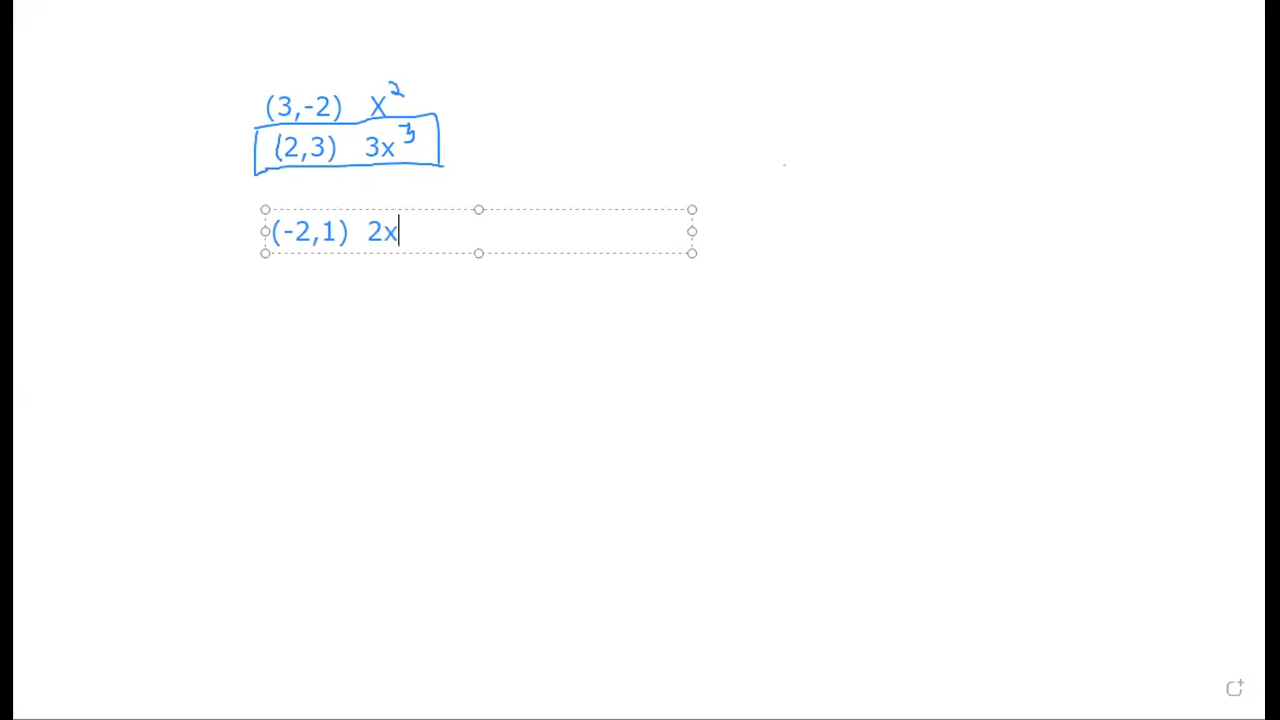 (3,-2) x²
(2,3) 3x³
(-2,1) 2x